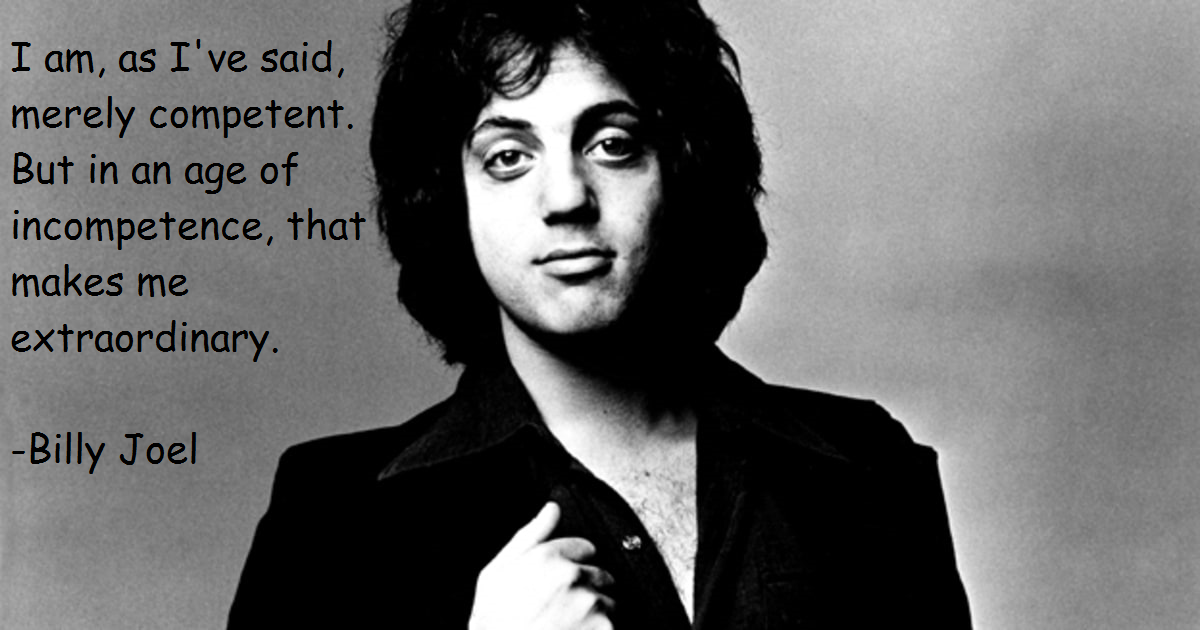 I am, as I've said,
merely competent.
But in an age of
incompetence, that
makes me
extraordinary.
-Billy Joel